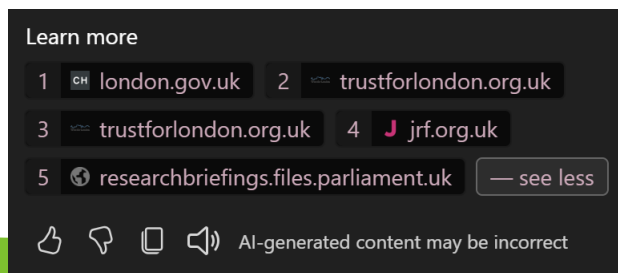 Learn more
1 CH london.gov.uk 2 trustforlondon.org.uk
3 trustforlondon.org.uk 4 J jrf.org.uk
5 researchbriefings.files.parliament.uk — see less
AI-generated content may be incorrect